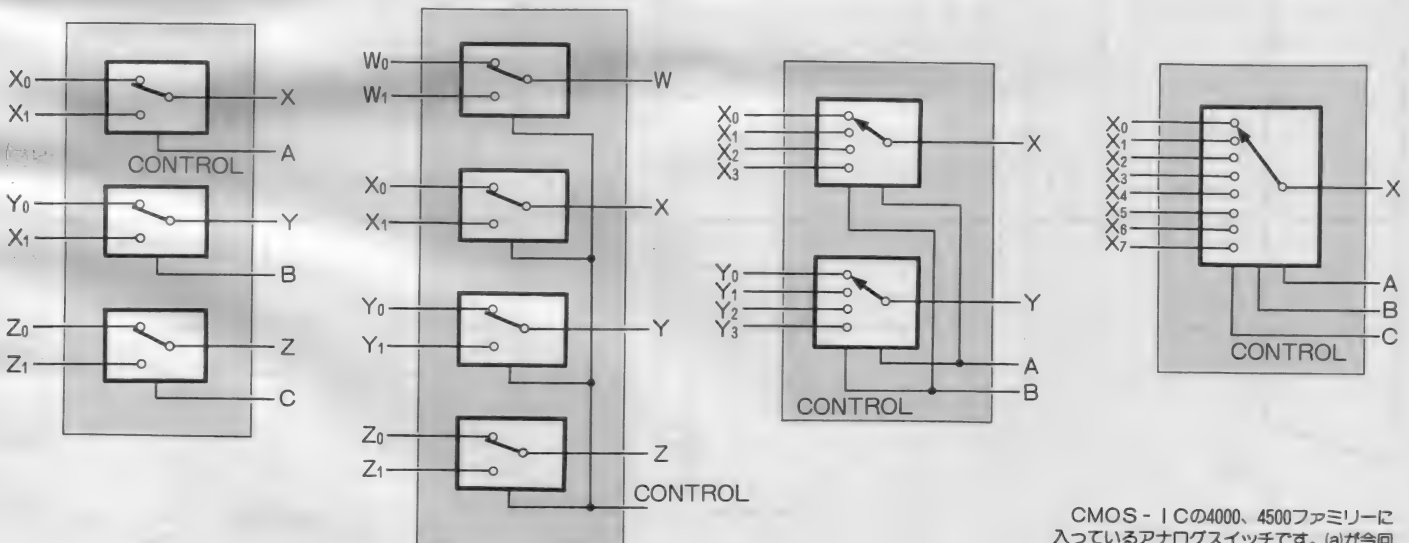 X₀
X₁
X
A
CONTROL
Y₀
X₁
Y
B
Z₀
Z₁
Z
C
W₀
W₁
W
X₀
X₁
X
Y₀
Y₁
Y
Z₀
Z₁
Z
CONTROL
X₀
X₁
X₂
X₃
X
Y₀
Y₁
Y₂
Y₃
Y
A
B
CONTROL
X₀
X₁
X₂
X₃
X₄
X₅
X₆
X₇
X
A
B
C
CONTROL
CMOS-ICの4000、4500ファミリーに
入っているアナログスイッチです。(a)が今回